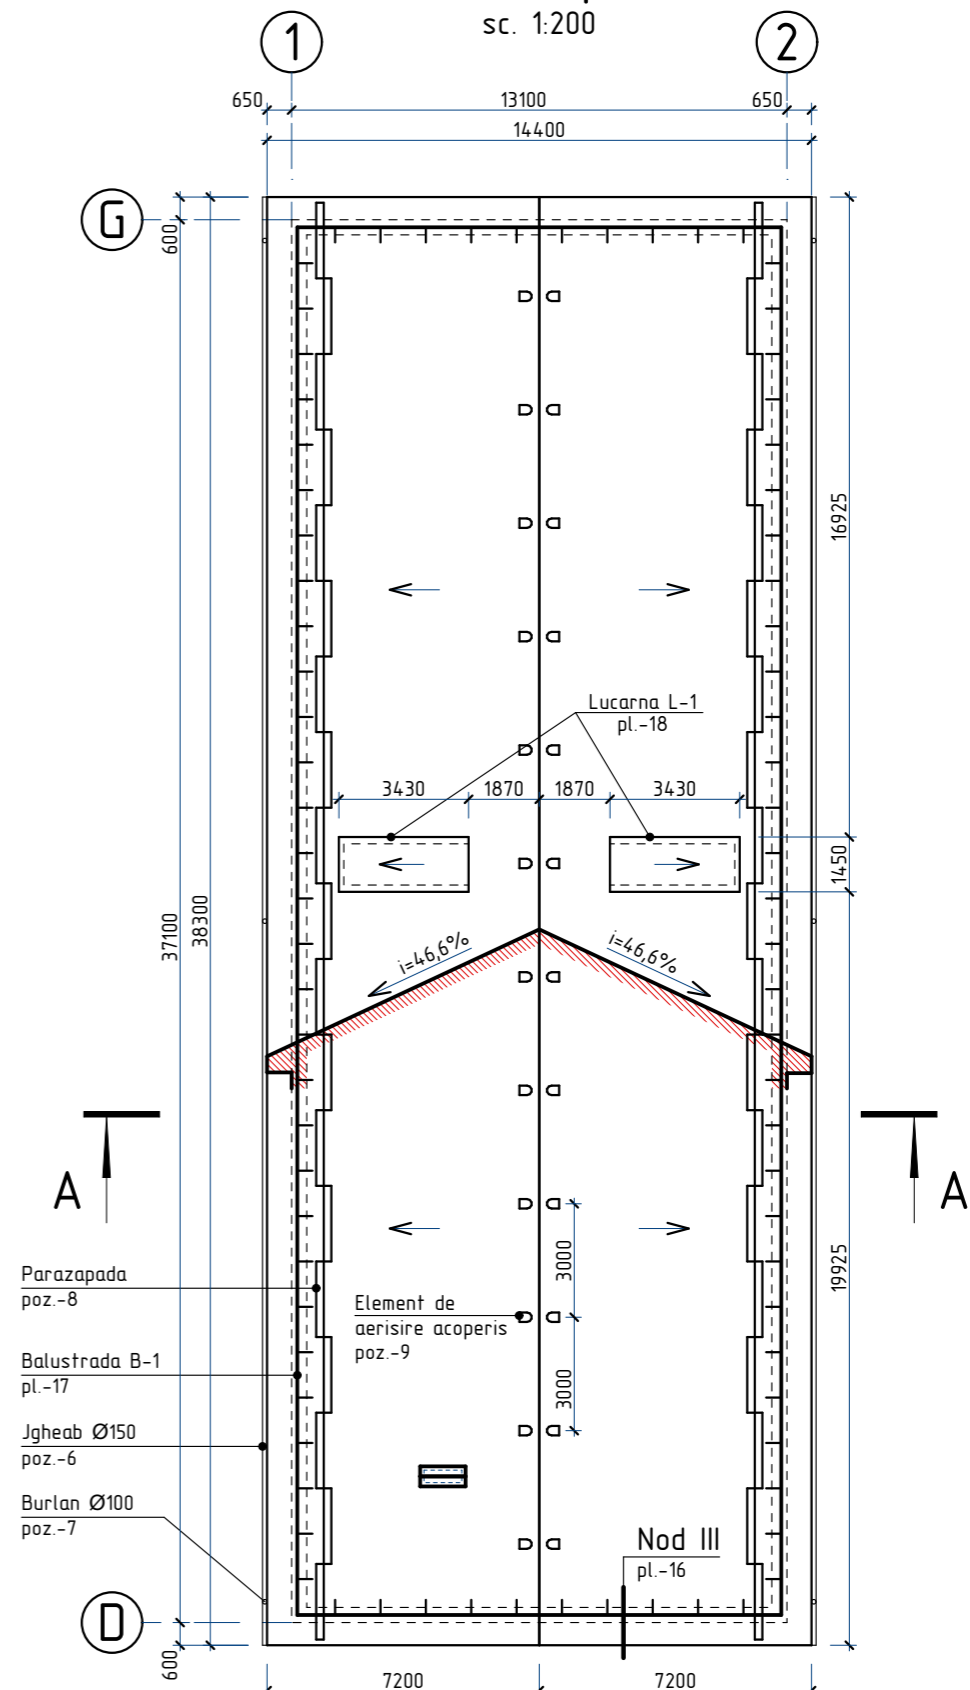 sc. 1:200
1
2
650
13100
650
14400
G
600
16925
Lucarna L-1
pl.-18
3430
1870
1870
3430
1450
37100
38300
i=46,6%
i=46,6%
A
A
3000
19925
Parazapada
poz.-8
Element de
aerisire acoperis
poz.-9
Balustrada B-1
pl.-17
3000
Jgheab Ø150
poz.-6
Burlan Ø100
poz.-7
Nod III
pl.-16
D
600
7200
7200